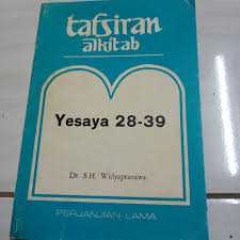 tafsiran
alkitab
Yesaya 28-39
Dr. S.H. Widyapranawa
PERJANJIAN LAMA